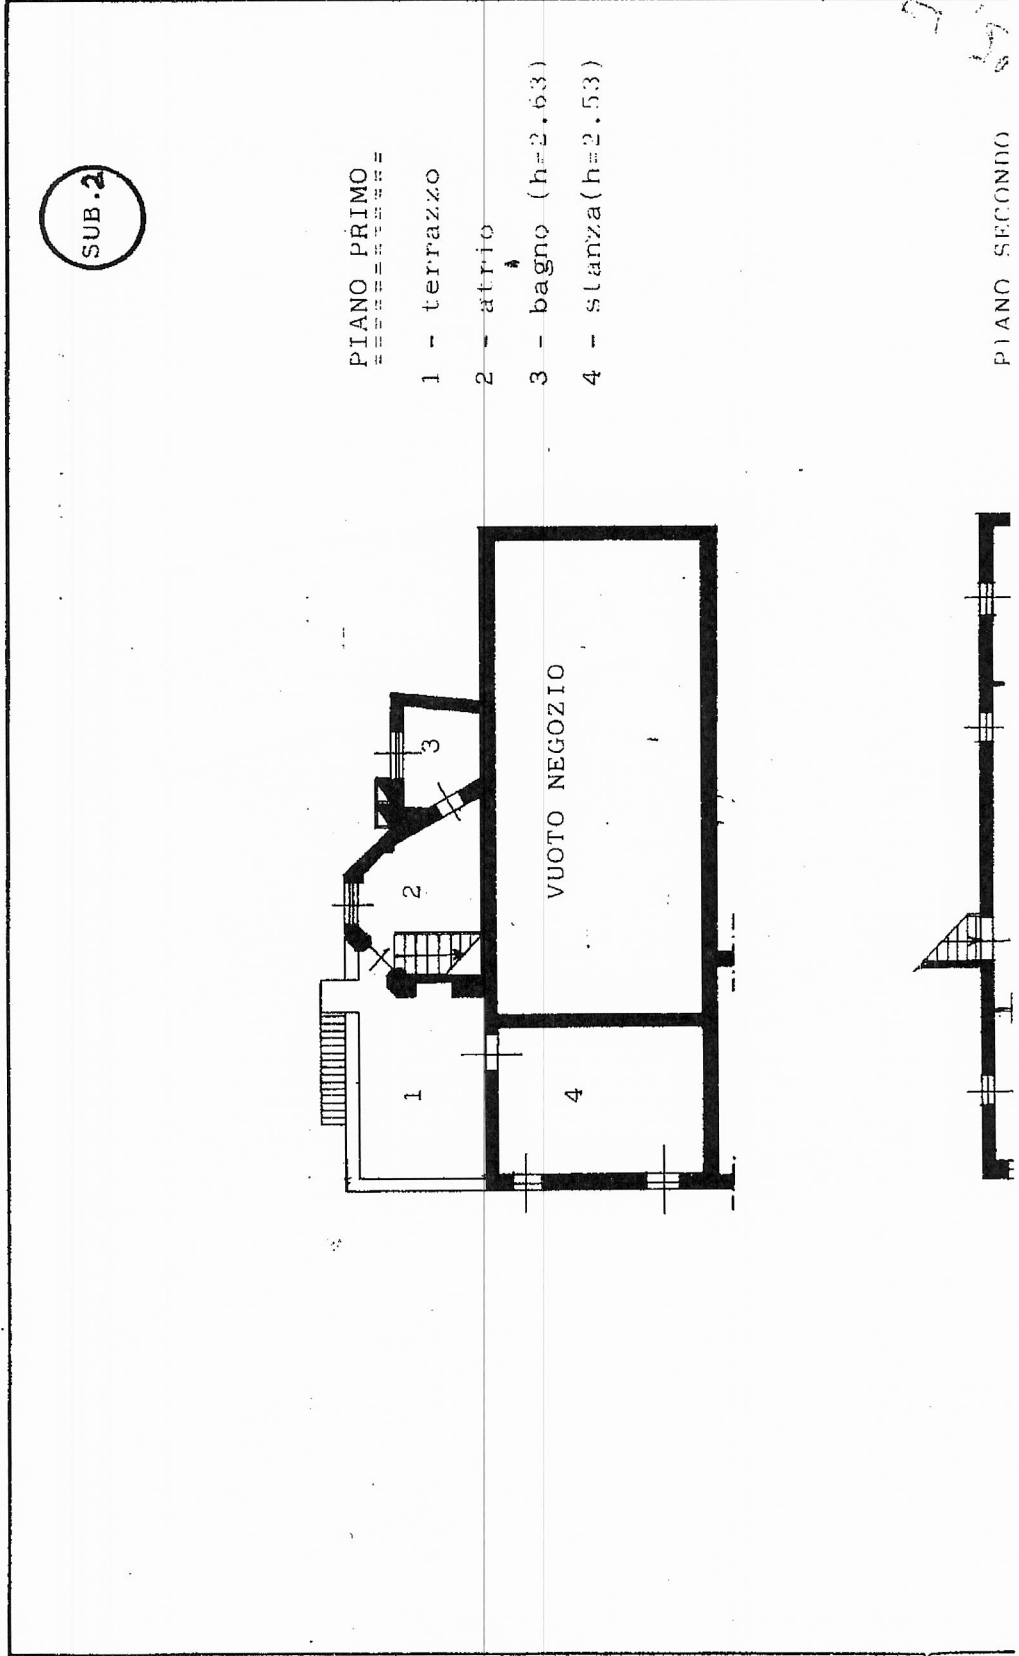 SUB.2
PIANO PRIMO
=============
1 - terrazzo
2 - atrio
3 - bagno (h=2.63)
4 - stanza(h=2.53)
3
2
VUOTO NEGOZIO
1
4
PIANO SECONDO